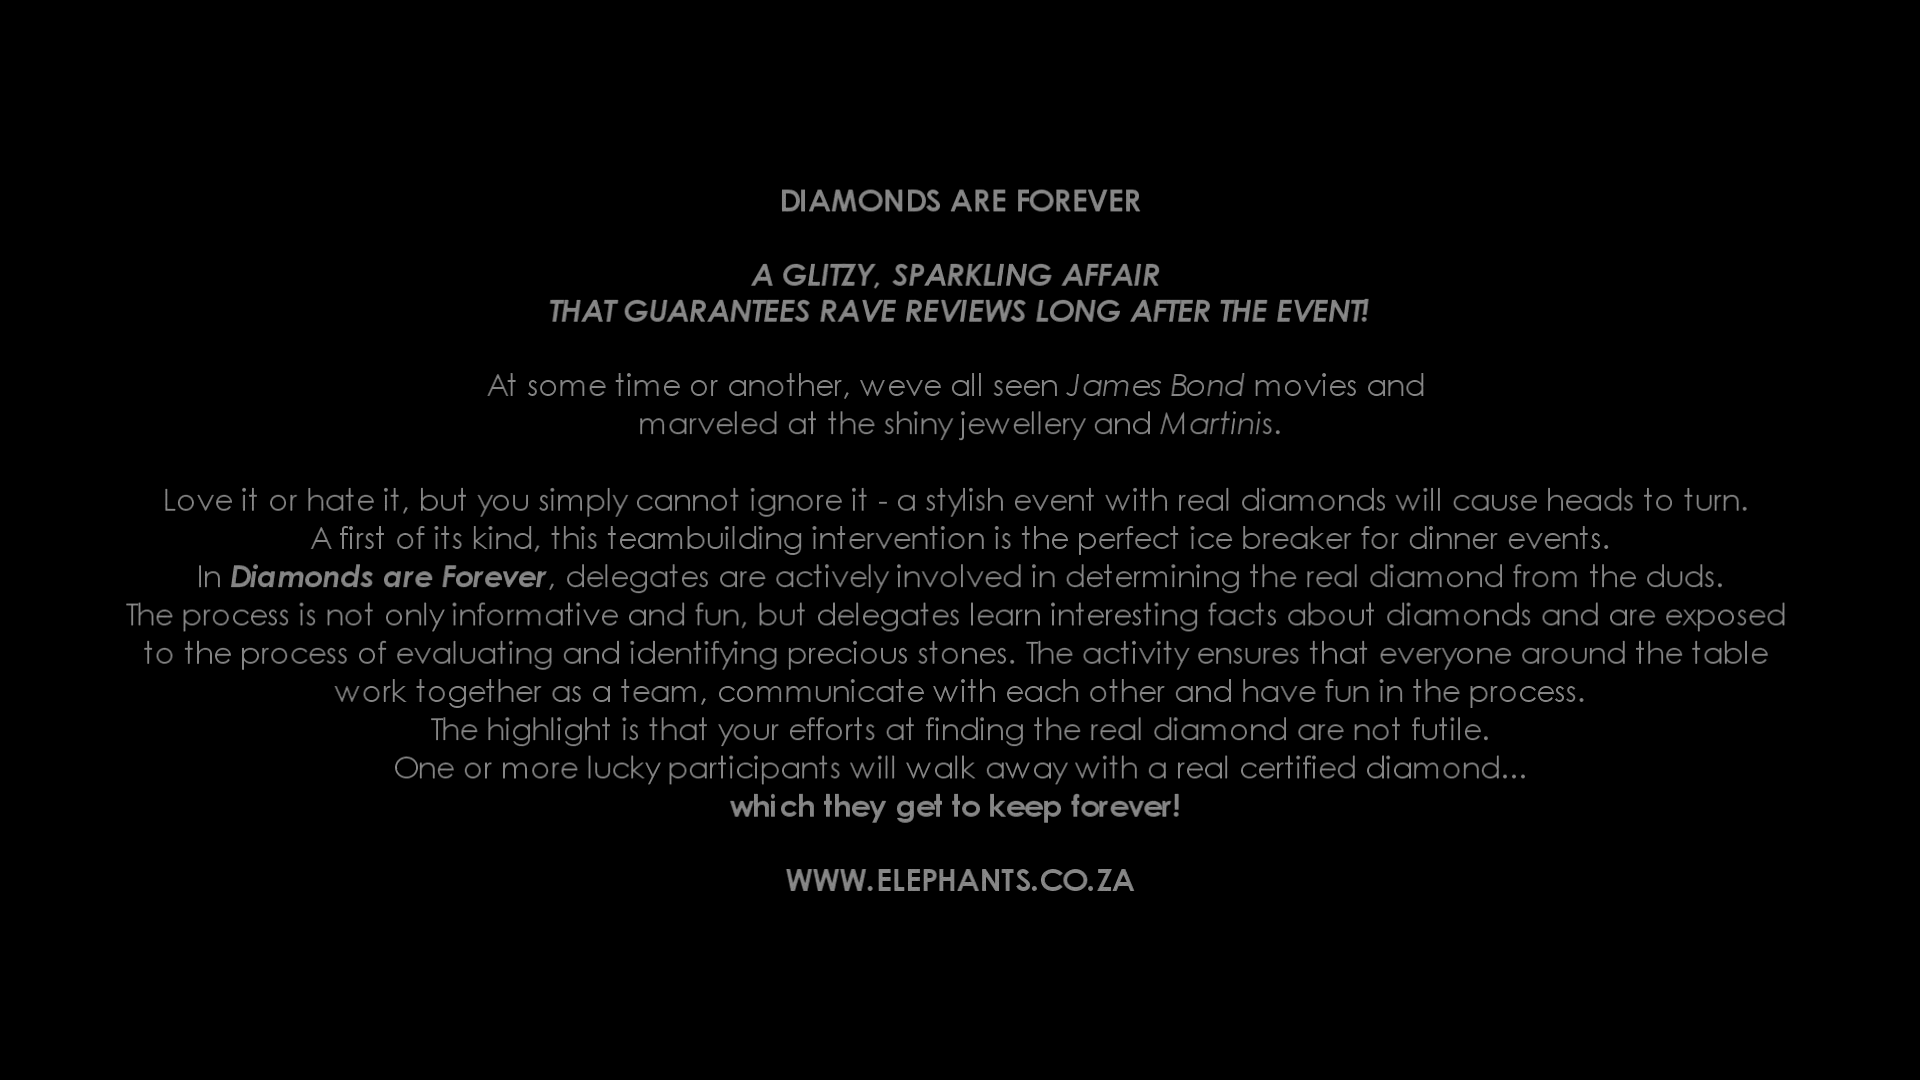 DIAMONDS ARE FOREVER
A GLITZY, SPARKLING AFFAIR
THAT GUARANTEES RAVE REVIEWS LONG AFTER THE EVENT!
At some time or another, weve all seen James Bond movies and
marveled at the shiny jewellery and Martinis.
Love it or hate it, but you simply cannot ignore it - a stylish event with real diamonds will cause heads to turn.
A first of its kind, this teambuilding intervention is the perfect ice breaker for dinner events.
In Diamonds are Forever, delegates are actively involved in determining the real diamond from the duds.
The process is not only informative and fun, but delegates learn interesting facts about diamonds and are exposed
to the process of evaluating and identifying precious stones. The activity ensures that everyone around the table
work together as a team, communicate with each other and have fun in the process.
The highlight is that your efforts at finding the real diamond are not futile.
One or more lucky participants will walk away with a real certified diamond...
which they get to keep forever!
WWW.ELEPHANTS.CO.ZA